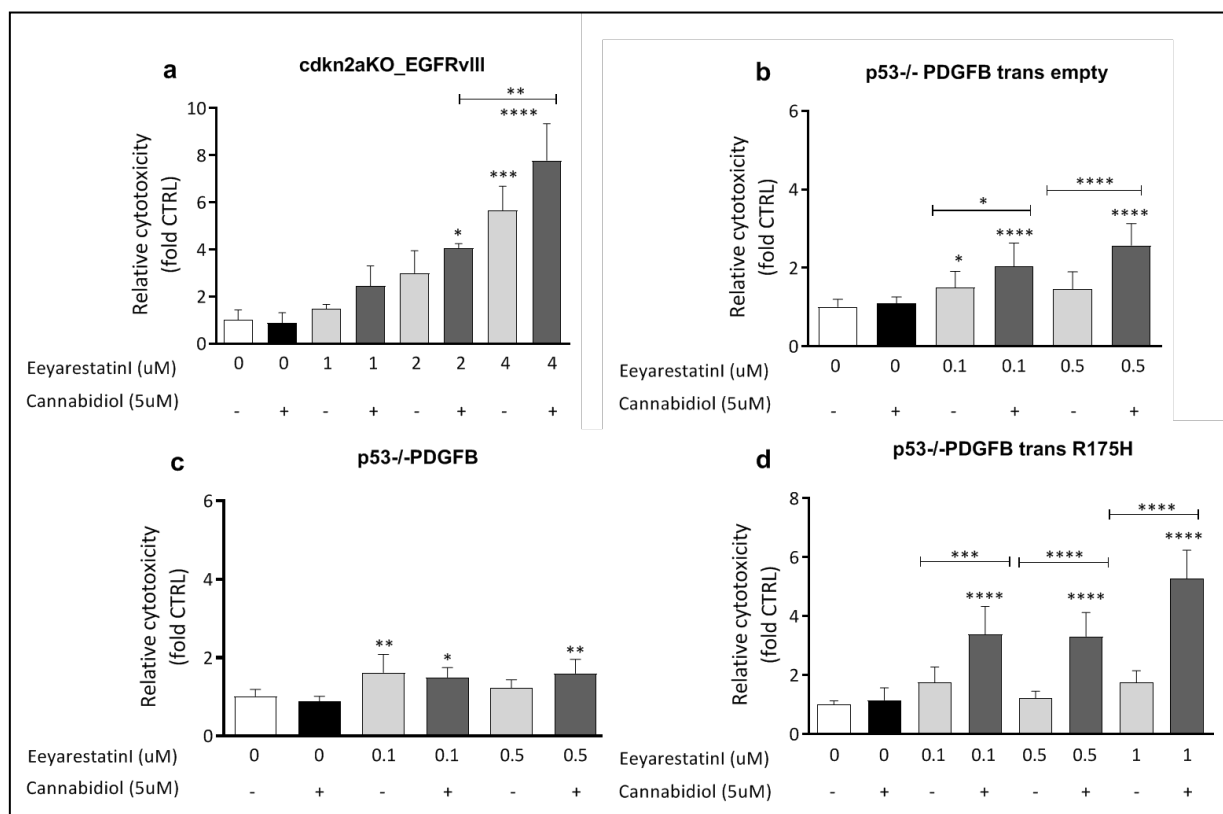 a
cdkn2aKO_EGFRvIII
**
****
***
*
Relative cytotoxicity
(fold CTRL)
10
8
6
4
2
0
EeyarestatinI (uM) 0 0 1 1 2 2 4 4
Cannabidiol (5uM) - + - + - + - +
b
p53-/- PDGFB trans empty
****
*
****
****
*
Relative cytotoxicity
(fold CTRL)
6
4
2
0
EeyarestatinI (uM) 0 0 0.1 0.1 0.5 0.5
Cannabidiol (5uM) - + - + - +
c
p53-/-PDGFB
** * **
Relative cytotoxicity
(fold CTRL)
6
4
2
0
EeyarestatinI (uM) 0 0 0.1 0.1 0.5 0.5
Cannabidiol (5uM) - + - + - +
d
p53-/-PDGFB trans R175H
****
*** ****
****
**** ****
Relative cytotoxicity
(fold CTRL)
8
6
4
2
0
EeyarestatinI (uM) 0 0 0.1 0.1 0.5 0.5 1 1
Cannabidiol (5uM) - + - + - + - +